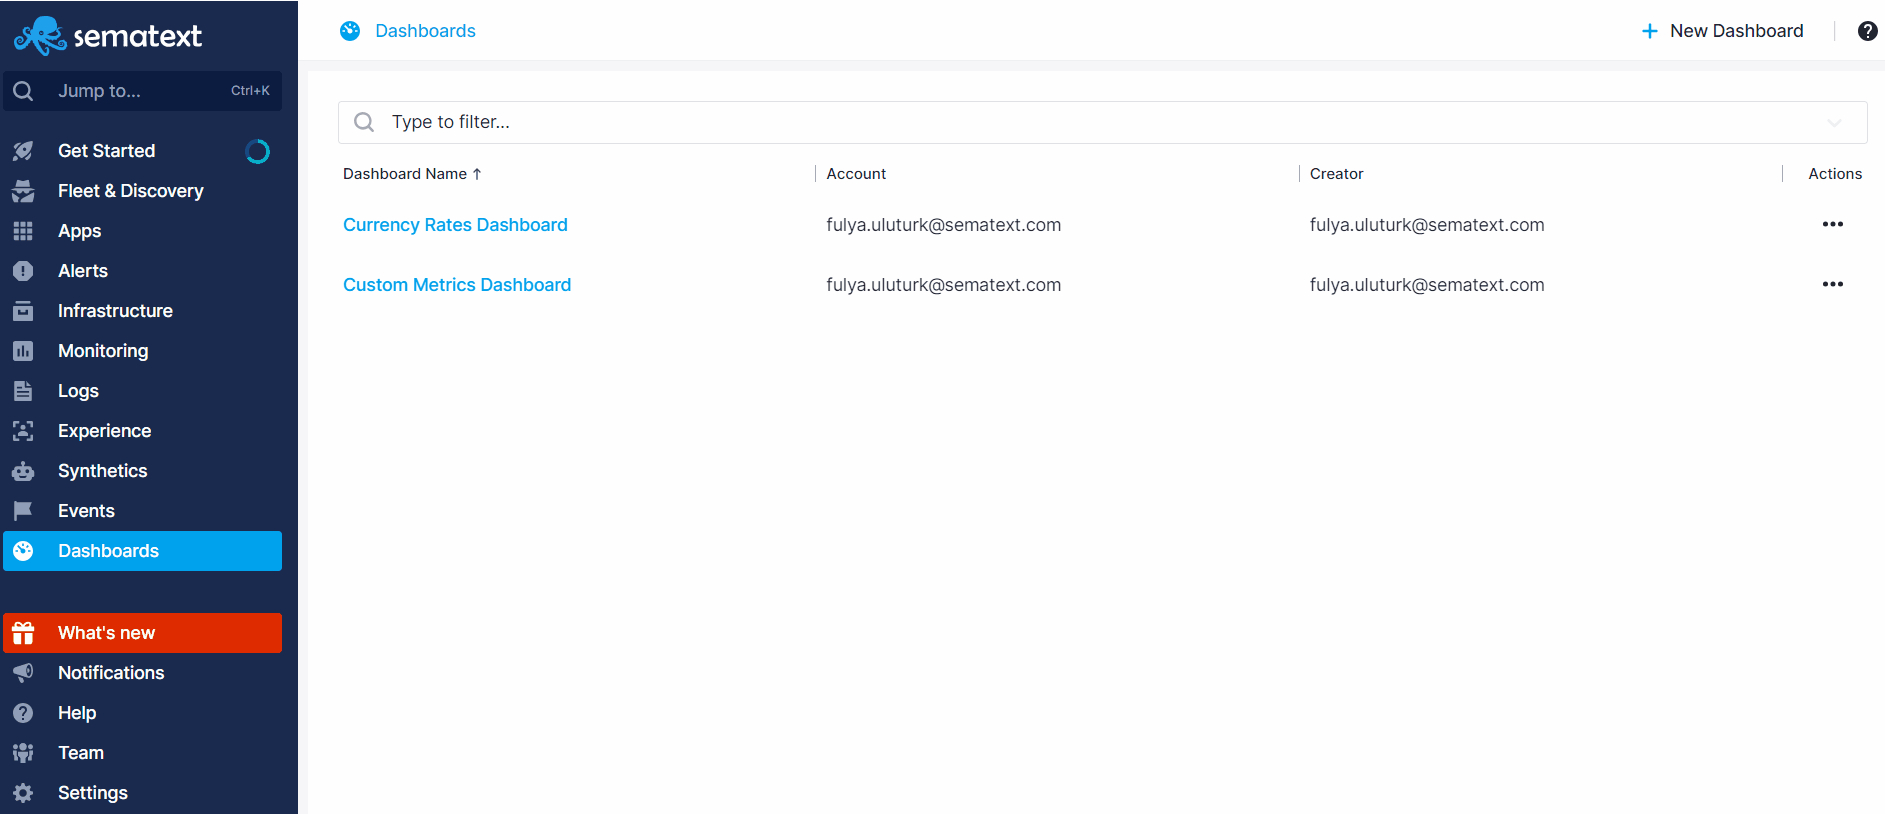 sematext
Jump to... Ctrl+K
Get Started
Fleet & Discovery
Apps
Alerts
Infrastructure
Monitoring
Logs
Experience
Synthetics
Events
Dashboards
What's new
Notifications
Help
Team
Settings
Dashboards
+ New Dashboard
Type to filter...
Dashboard Name ↑ Account Creator Actions
Currency Rates Dashboard fulya.uluturk@sematext.com fulya.uluturk@sematext.com
Custom Metrics Dashboard fulya.uluturk@sematext.com fulya.uluturk@sematext.com